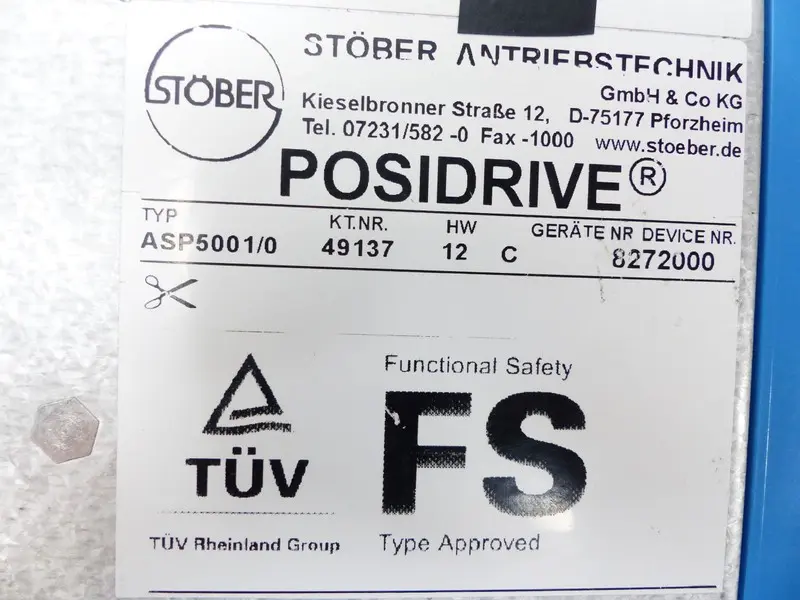 STÖBER
STÖBER ANTRIEBSTECHNIK
GmbH & Co KG
Kieselbronner Straße 12, D-75177 Pforzheim
Tel. 07231/582 -0 Fax -1000 www.stoeber.de
POSIDRIVE®
TYP KT.NR. HW GERÄTE NR DEVICE NR.
ASP5001/0 49137 12 C 8272000
Functional Safety
FS
TÜV
TÜV Rheinland Group Type Approved